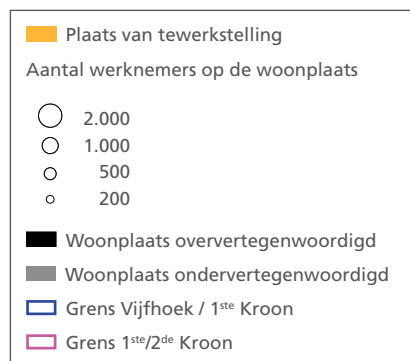 Plaats van tewerkstelling
Aantal werknemers op de woonplaats
2.000
1.000
500
200
Woonplaats oververtegenwoordigd
Woonplaats ondervertegenwoordigd
Grens Vijfhoek / 1ste Kroon
Grens 1ste/2de Kroon